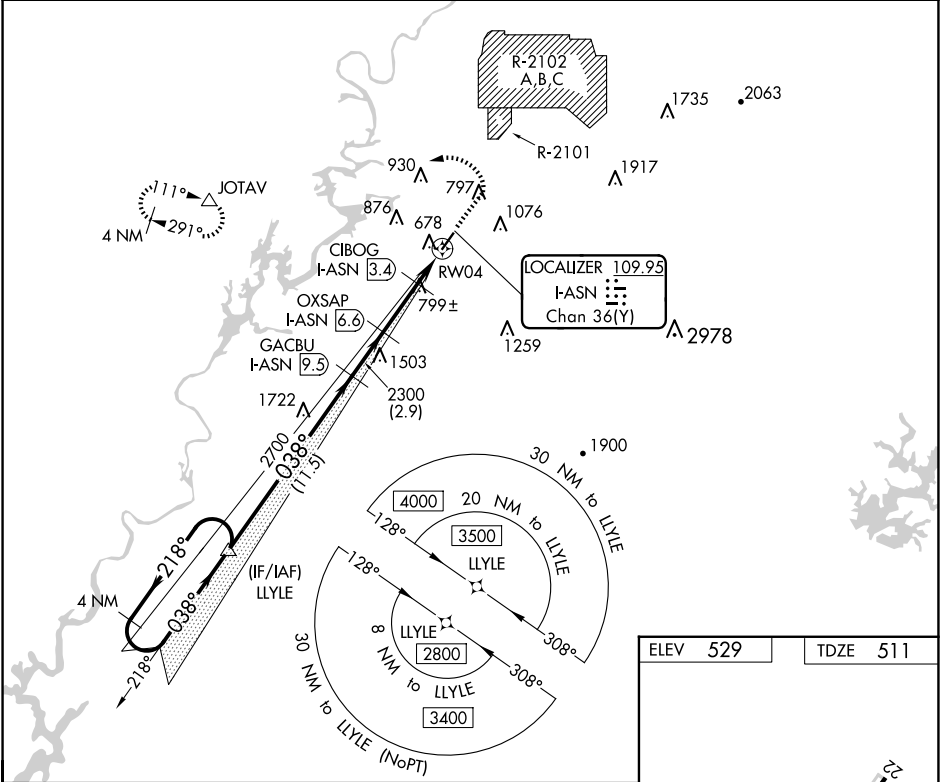 R-2102
A,B,C
R-2101
1735
2063
1917
930
797
876
678
1076
111°
JOTAV
291°
4 NM
CIBOG
I-ASN 3.4
RW04
799±
OXSAP
I-ASN 6.6
GACBU
I-ASN 9.5
1503
LOCALIZER 109.95
I-ASN
Chan 36(Y)
1259
2978
2300
(2.9)
1722
2700
038°
(11.5)
1900
30 NM to LLYLE
4000
20 NM to LLYLE
3500
128°
LLYLE
308°
218°
(IF/IAF)
LLYLE
4 NM
038°
218°
128°
LLYLE
2800
8 NM to LLYLE
308°
3400
30 NM to LLYLE (NoPT)
ELEV 529
TDZE 511
22